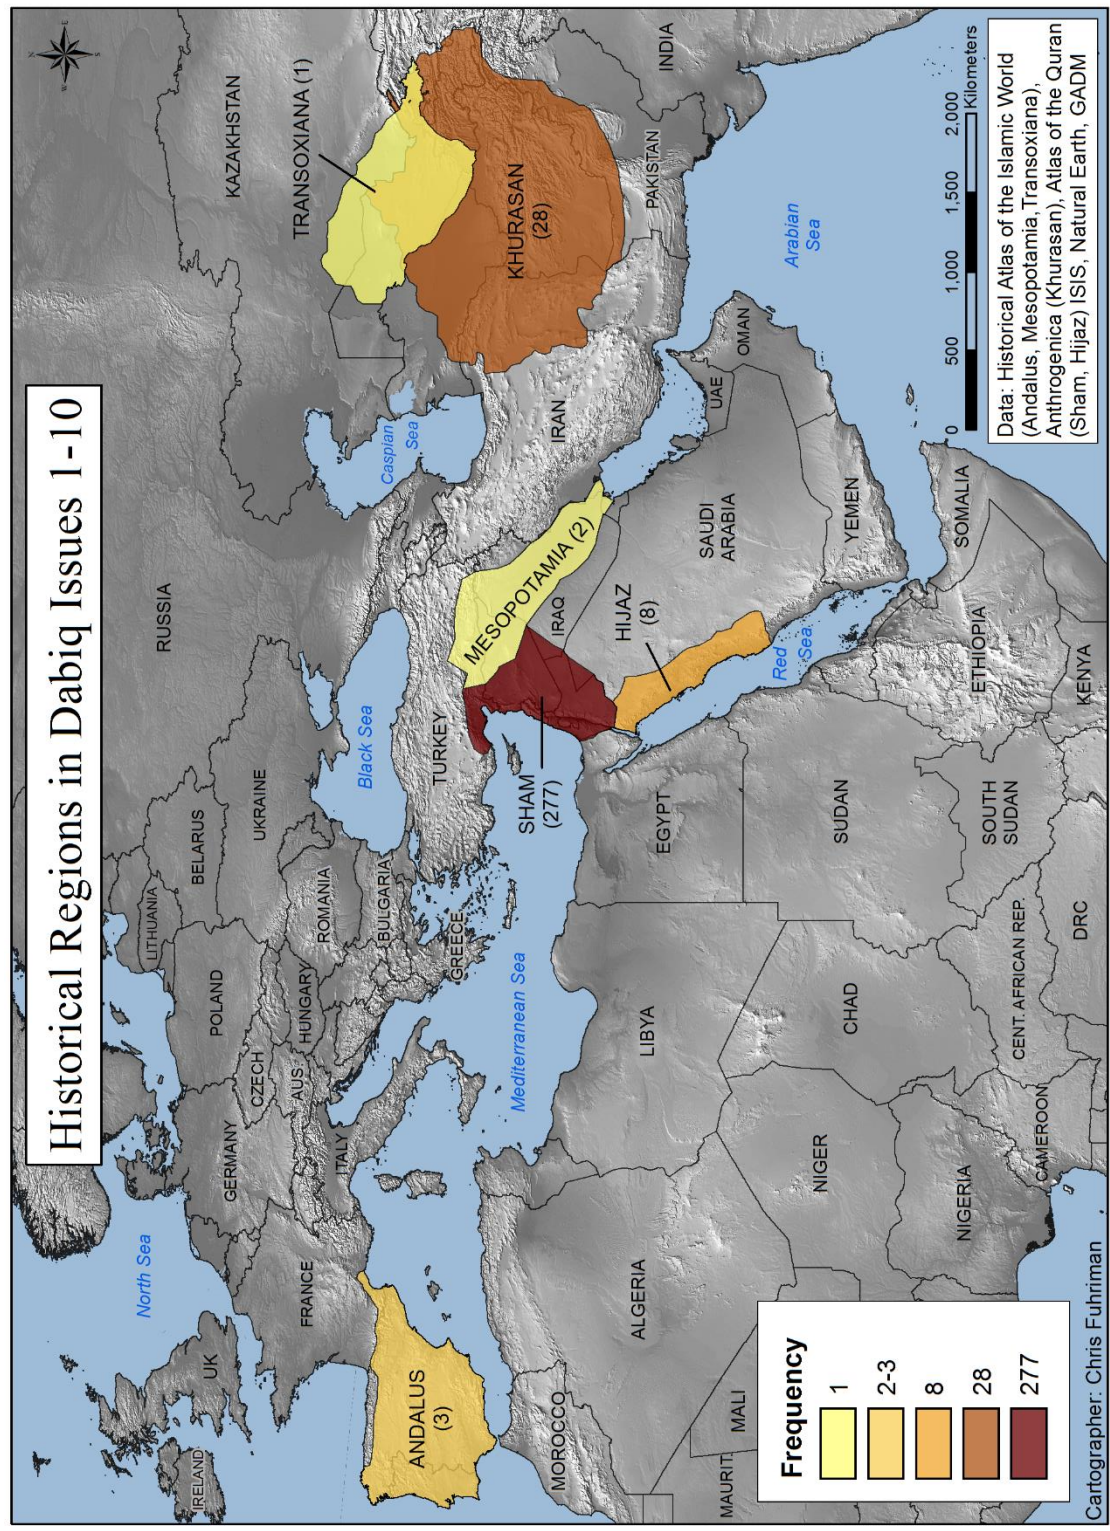 Historical Regions in Dabiq Issues 1-10
North Sea
IRELAND
UK
FRANCE
GERMANY
POLAND
LITHUANIA
BELARUS
UKRAINE
RUSSIA
KAZAKHSTAN
CZECH
AUS.
HUNGARY
ROMANIA
BULGARIA
ITALY
GREECE
Black Sea
TURKEY
Caspian
Sea
TRANSOXIANA (1)
KHURASAN
(28)
ANDALUS
(3)
Mediterranean Sea
SHAM
(277)
MESOPOTAMIA (2)
IRAQ
IRAN
PAKISTAN
INDIA
HIJAZ
(8)
SAUDI
ARABIA
UAE
OMAN
YEMEN
Arabian
Sea
Red
Sea
MOROCCO
ALGERIA
LIBYA
EGYPT
MAURIT.
MALI
NIGER
CHAD
SUDAN
NIGERIA
CAMEROON
CENT. AFRICAN REP.
SOUTH
SUDAN
ETHIOPIA
SOMALIA
KENYA
DRC
Frequency
1
2-3
8
28
277
0 500 1,000 1,500 2,000
Kilometers
Data: Historical Atlas of the Islamic World
(Andalus, Mesopotamia, Transoxiana),
Anthrogenica (Khurasan), Atlas of the Quran
(Sham, Hijaz) ISIS, Natural Earth, GADM
Cartographer: Chris Fuhriman
N
E
S
W